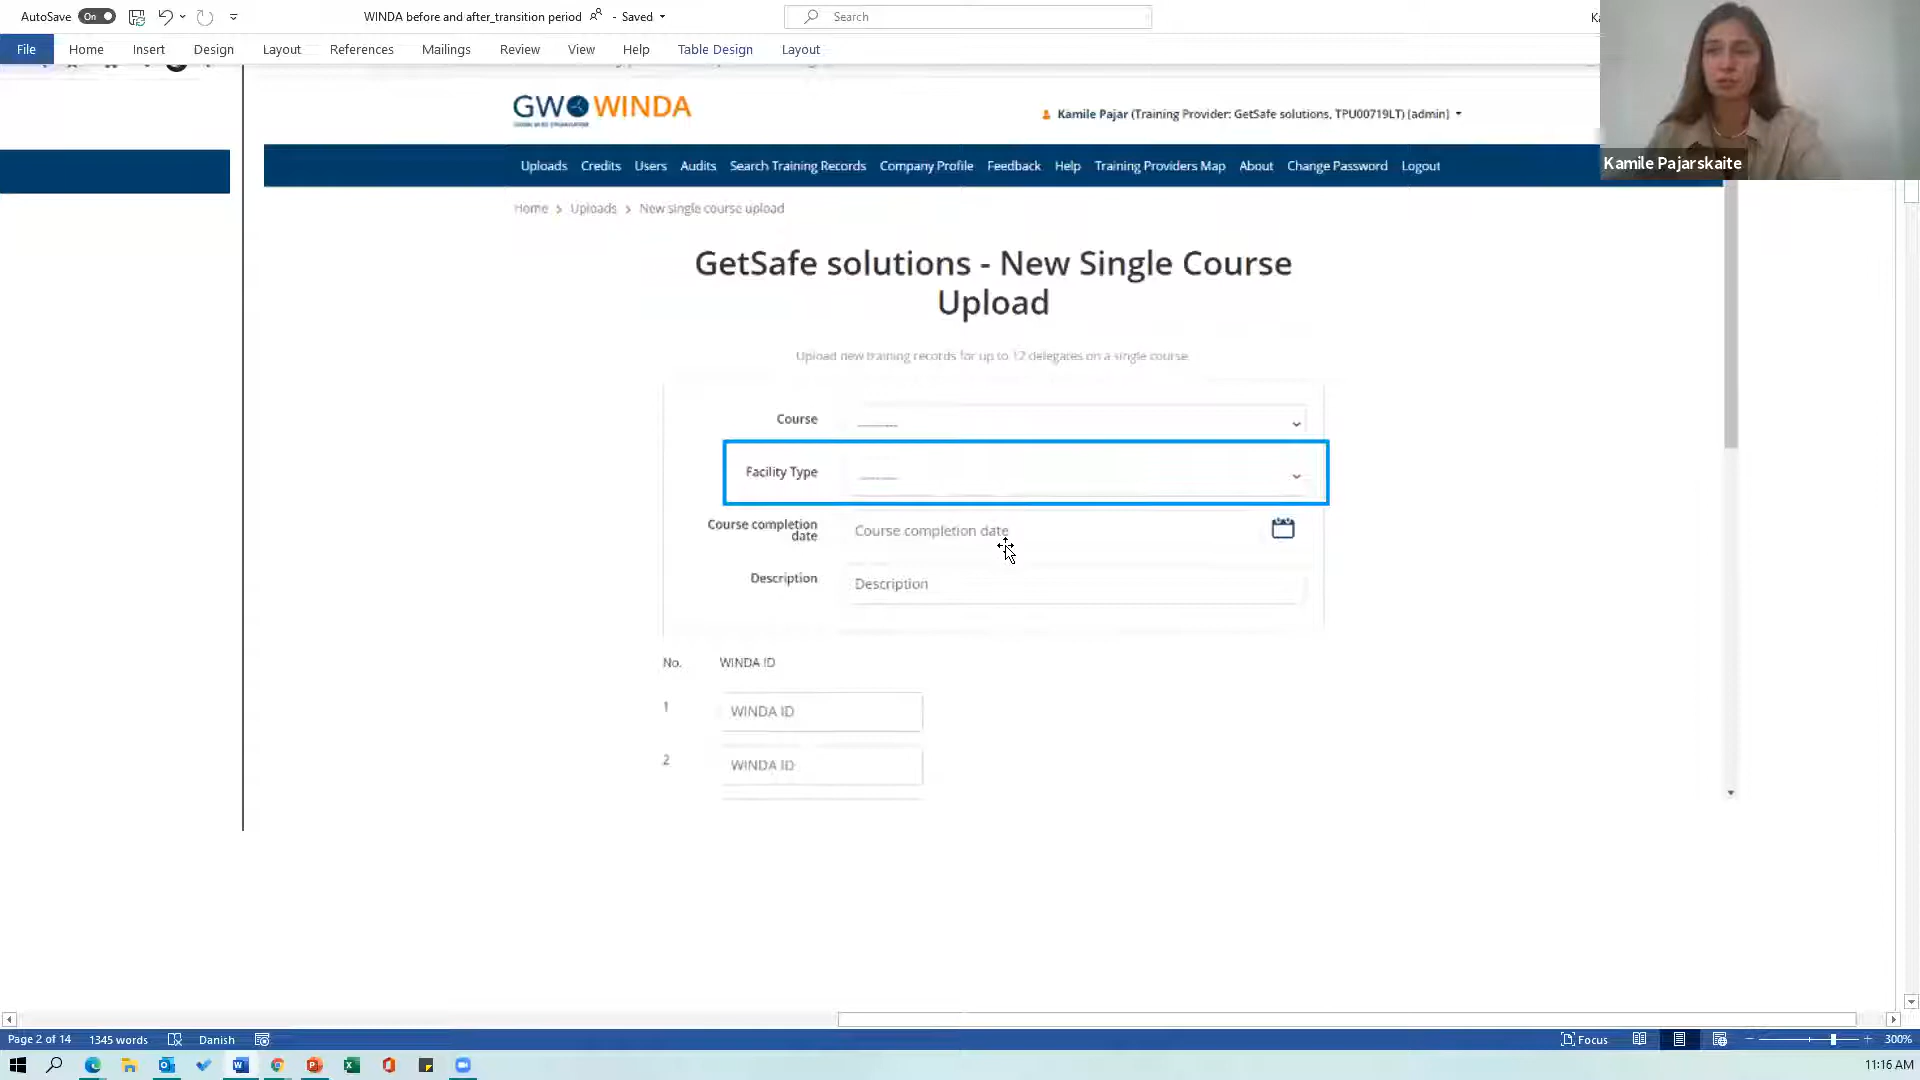 AutoSave On
WINDA before and after_transition period - Saved
Search
File Home Insert Design Layout References Mailings Review View Help Table Design Layout
Kamile Pajarskaite
GWO WINDA
Kamile Pajar (Training Provider: GetSafe solutions, TPU00719LT) [admin]
Uploads Credits Users Audits Search Training Records Company Profile Feedback Help Training Providers Map About Change Password Logout
Home > Uploads > New single course upload
GetSafe solutions - New Single Course
Upload
Upload new training records for up to 12 delegates on a single course
Course
Facility Type
Course completion
date
Course completion date
Description
Description
No. WINDA ID
1 WINDA ID
2 WINDA ID
Page 2 of 14 1345 words Danish
Focus
300%
11:16 AM